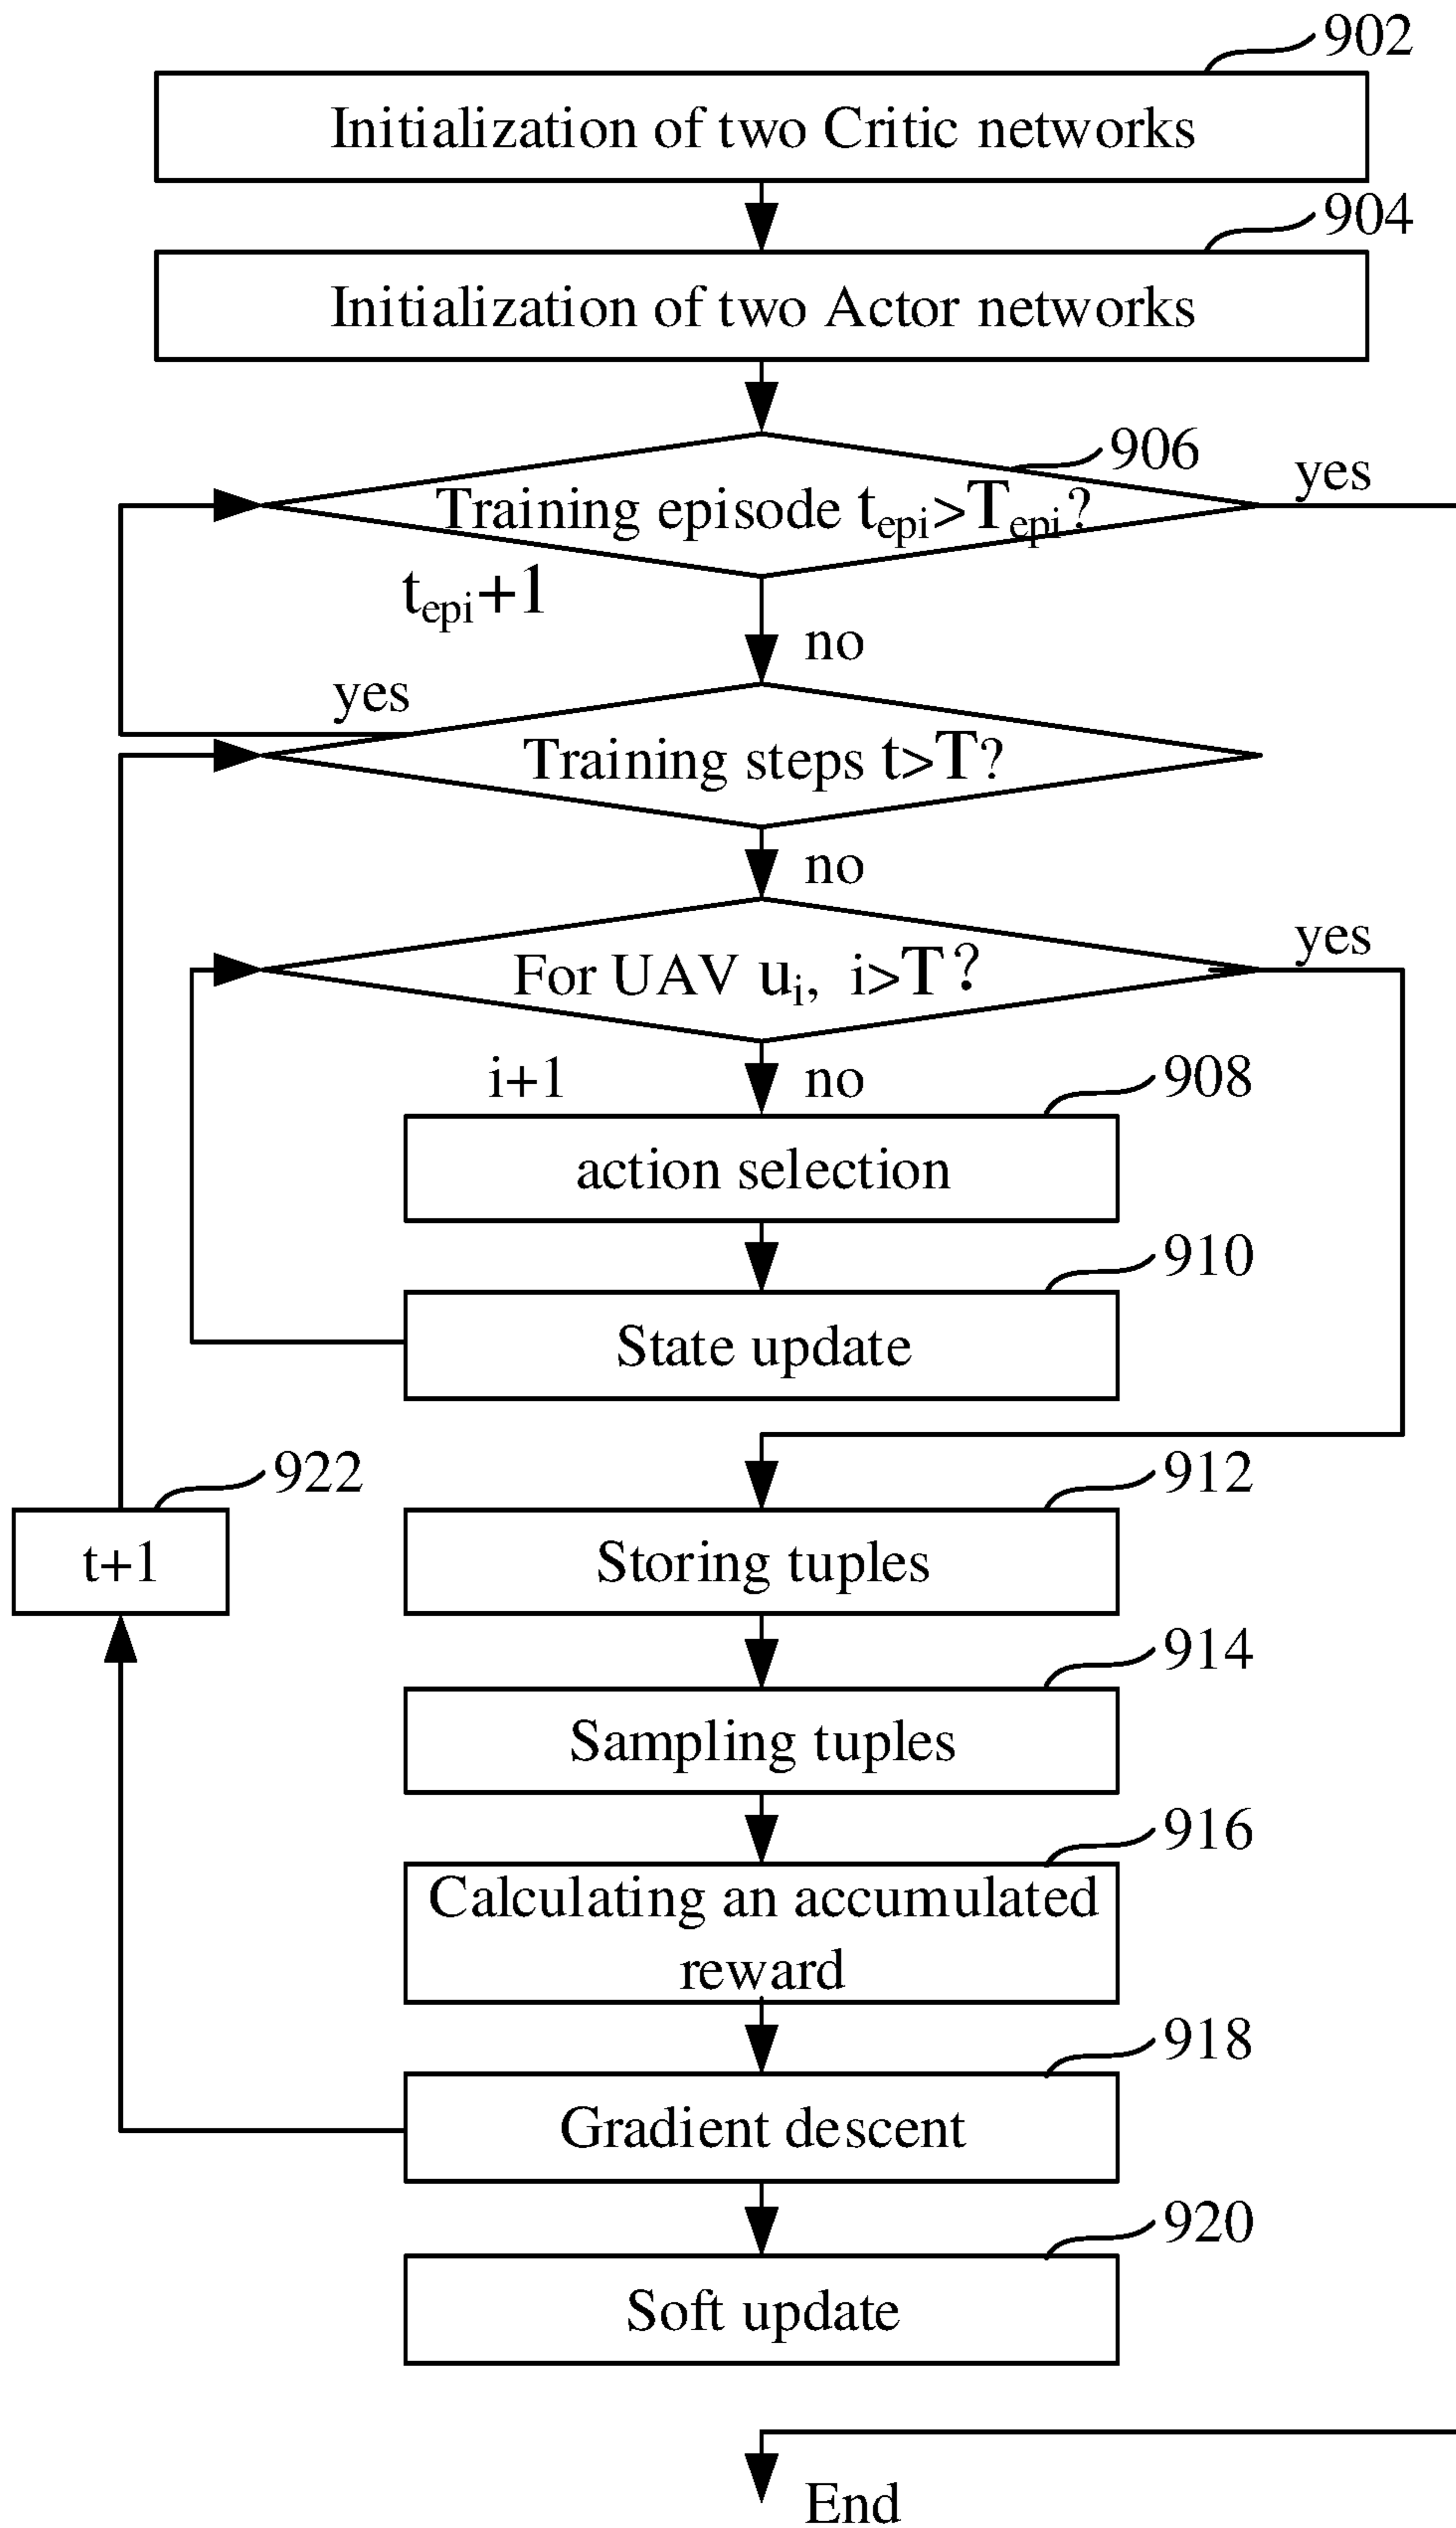 902
Initialization of two Critic networks
904
Initialization of two Actor networks
906
yes
Training episode tepi>Tepi?
tepi+1
no
yes
Training steps t>T?
no
yes
For UAV ui, i>T?
i+1
no
908
action selection
910
State update
922
912
t+1
Storing tuples
914
Sampling tuples
916
Calculating an accumulated
reward
918
Gradient descent
920
Soft update
End